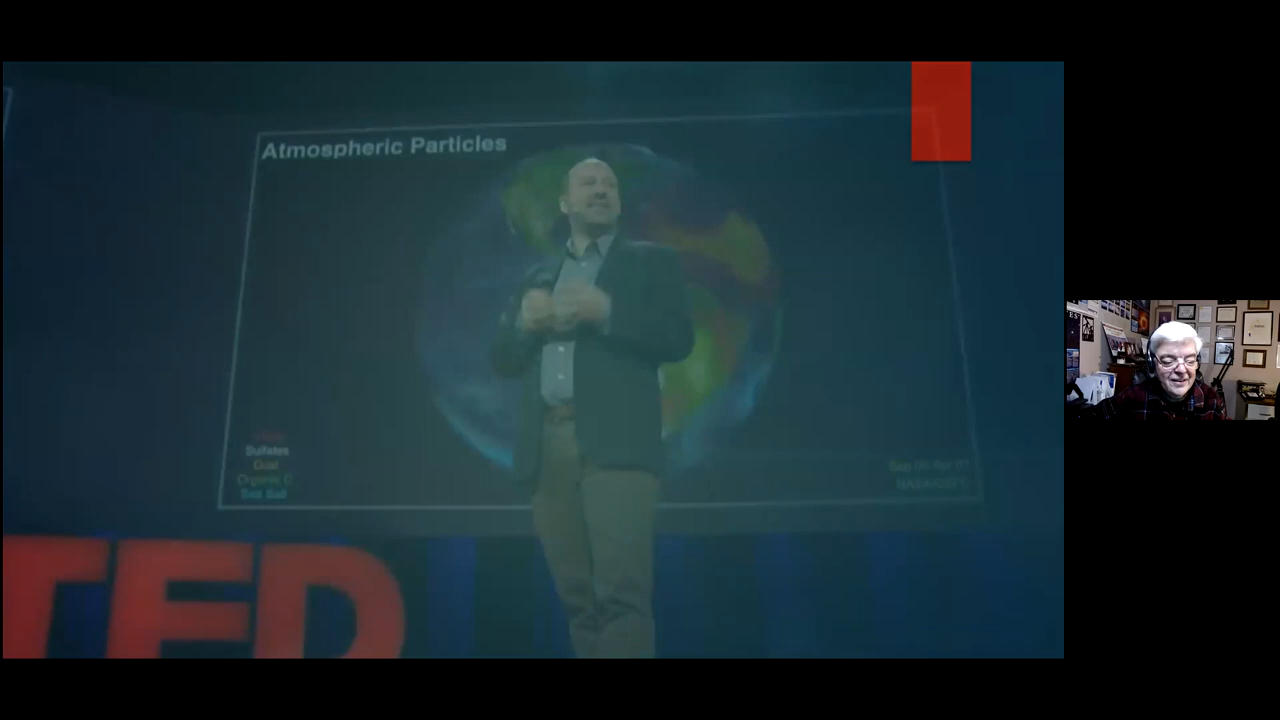 Atmospheric Particles
Sulfates
Dust
Organic C
Sea Salt
TED